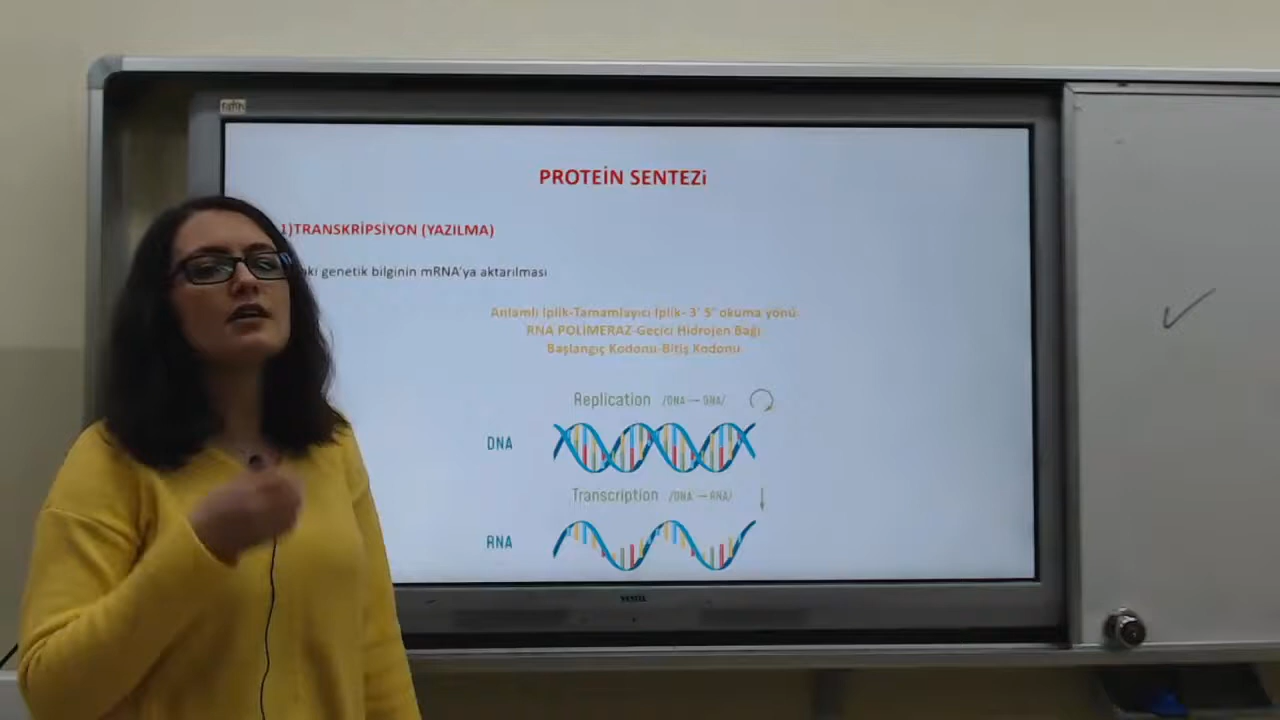 PROTEİN SENTEZi
1)TRANSKRİPSİYON (YAZILMA)
genetik bilginin mRNA'ya aktarılması
Anlamlı İplik-Tamamlayıcı İplik- 3' 5' okuma yönü
RNA POLİMERAZ-Geçici Hidrojen Bağı
Başlangıç Kodonu-Bitiş Kodonu
Replication /DNA — DNA/
DNA
Transcription /DNA — RNA/
RNA
VESTEL